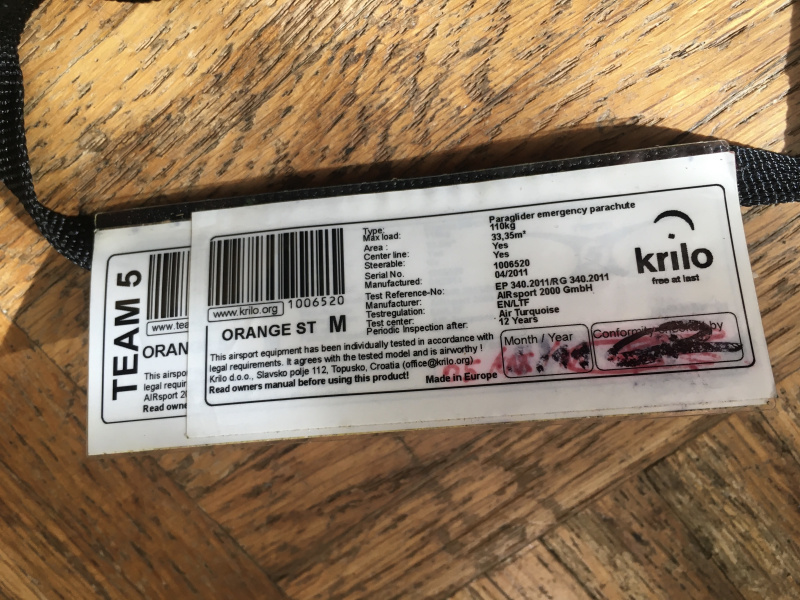 TEAM 5
www.tea
ORAN
This airspo
legal requir
AIRsport 20
Read owne
www.krilo.org
1006520
ORANGE ST M
Type: Paraglider emergency parachute
Max load: 110kg
Area : 33,35m²
Center line: Yes
Steerable: Yes
Serial No. 1006520
Manufactured: 04/2011
Test Reference-No: EP 340.2011/RG 340.2011
Manufacturer: AIRsport 2000 GmbH
Testregulation: EN/LTF
Test center: Air Turquoise
Periodic Inspection after: 12 Years
krilo
free at last
This airsport equipment has been individually tested in accordance with
legal requirements. It agrees with the tested model and is airworthy !
Krilo d.o.o., Slavsko polje 112, Topusko, Croatia (office@krilo.org)
Read owners manual before using this product! Made in Europe
Month / Year
Conformity by